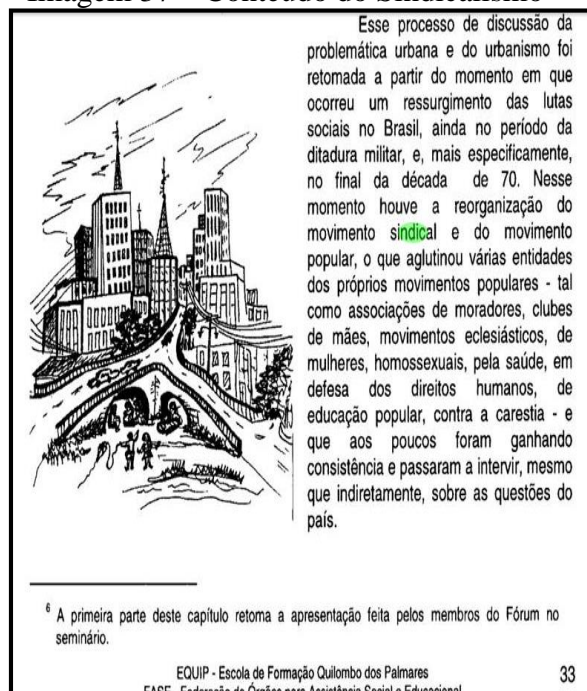 Esse processo de discussão da
problemática urbana e do urbanismo foi
retomada a partir do momento em que
ocorreu um ressurgimento das lutas
sociais no Brasil, ainda no período da
ditadura militar, e, mais especificamente,
no final da década de 70. Nesse
momento houve a reorganização do
movimento sindical e do movimento
popular, o que aglutinou várias entidades
dos próprios movimentos populares - tal
como associações de moradores, clubes
de mães, movimentos eclesiásticos, de
mulheres, homossexuais, pela saúde, em
defesa dos direitos humanos, de
educação popular, contra a carestia - e
que aos poucos foram ganhando
consistência e passaram a intervir, mesmo
que indiretamente, sobre as questões do
país.
6 A primeira parte deste capítulo retoma a apresentação feita pelos membros do Fórum no
seminário.
EQUIP - Escola de Formação Quilombo dos Palmares
33
FASE - Federação de Órgãos para Assistência Social e Educacional